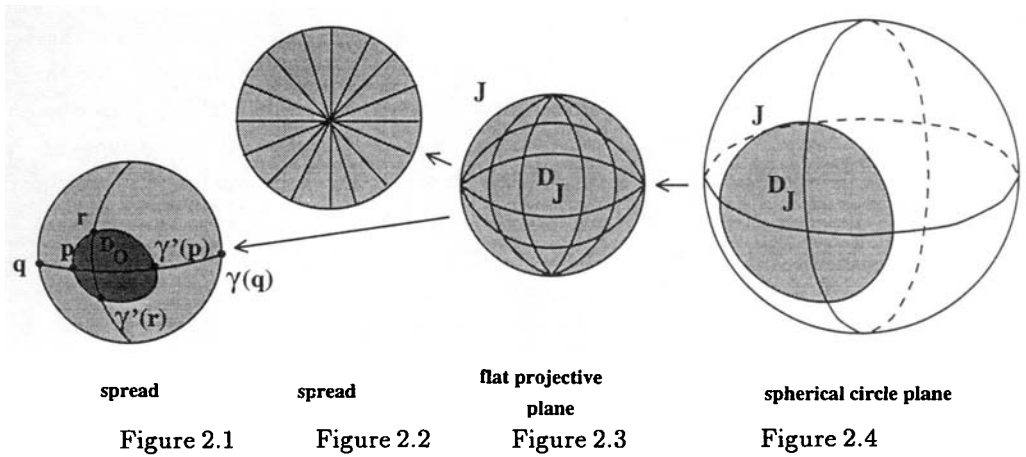 J
J
D_J
D_J
r
D_O
p
γ'(p)
q
γ(q)
γ'(r)
spread
spread
flat projective
plane
spherical circle plane
Figure 2.1
Figure 2.2
Figure 2.3
Figure 2.4